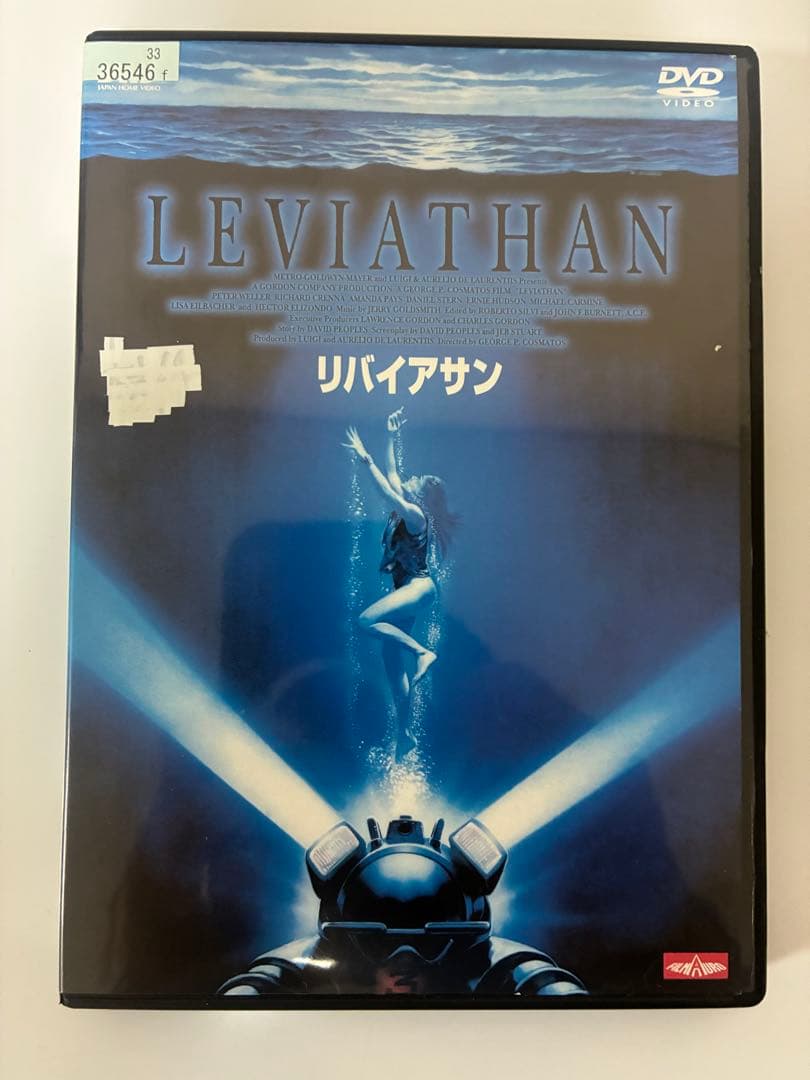 33
36546 f
JAPAN HOME VIDEO
DVD
VIDEO
LEVIATHAN
METRO-GOLDWYN-MAYER and LUIGI & AURELIO DE LAURENTIIS Presents
A GORDON COMPANY PRODUCTION A GEORGE P. COSMATOS FILM "LEVIATHAN"
PETER WELLER RICHARD CRENNA AMANDA PAYS DANIEL STERN ERNIE HUDSON MICHAEL CARMINE
LISA EILBACHER and HECTOR ELIZONDO Music by JERRY GOLDSMITH Edited by ROBERTO SILVI and JOHN F. BURNETT, A.C.E.
Executive Producers LAWRENCE GORDON and CHARLES GORDON
Story by DAVID PEOPLES Screenplay by DAVID PEOPLES and JEB STUART
Produced by LUIGI and AURELIO DE LAURENTIIS Directed by GEORGE P. COSMATOS
リバイアサン
FILMAURO